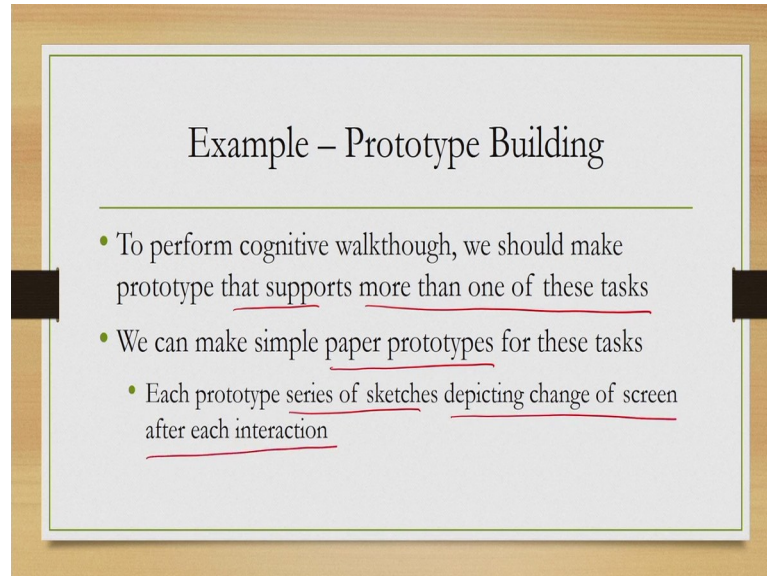 Example – Prototype Building
• To perform cognitive walkthough, we should make
prototype that supports more than one of these tasks
• We can make simple paper prototypes for these tasks
• Each prototype series of sketches depicting change of screen
after each interaction